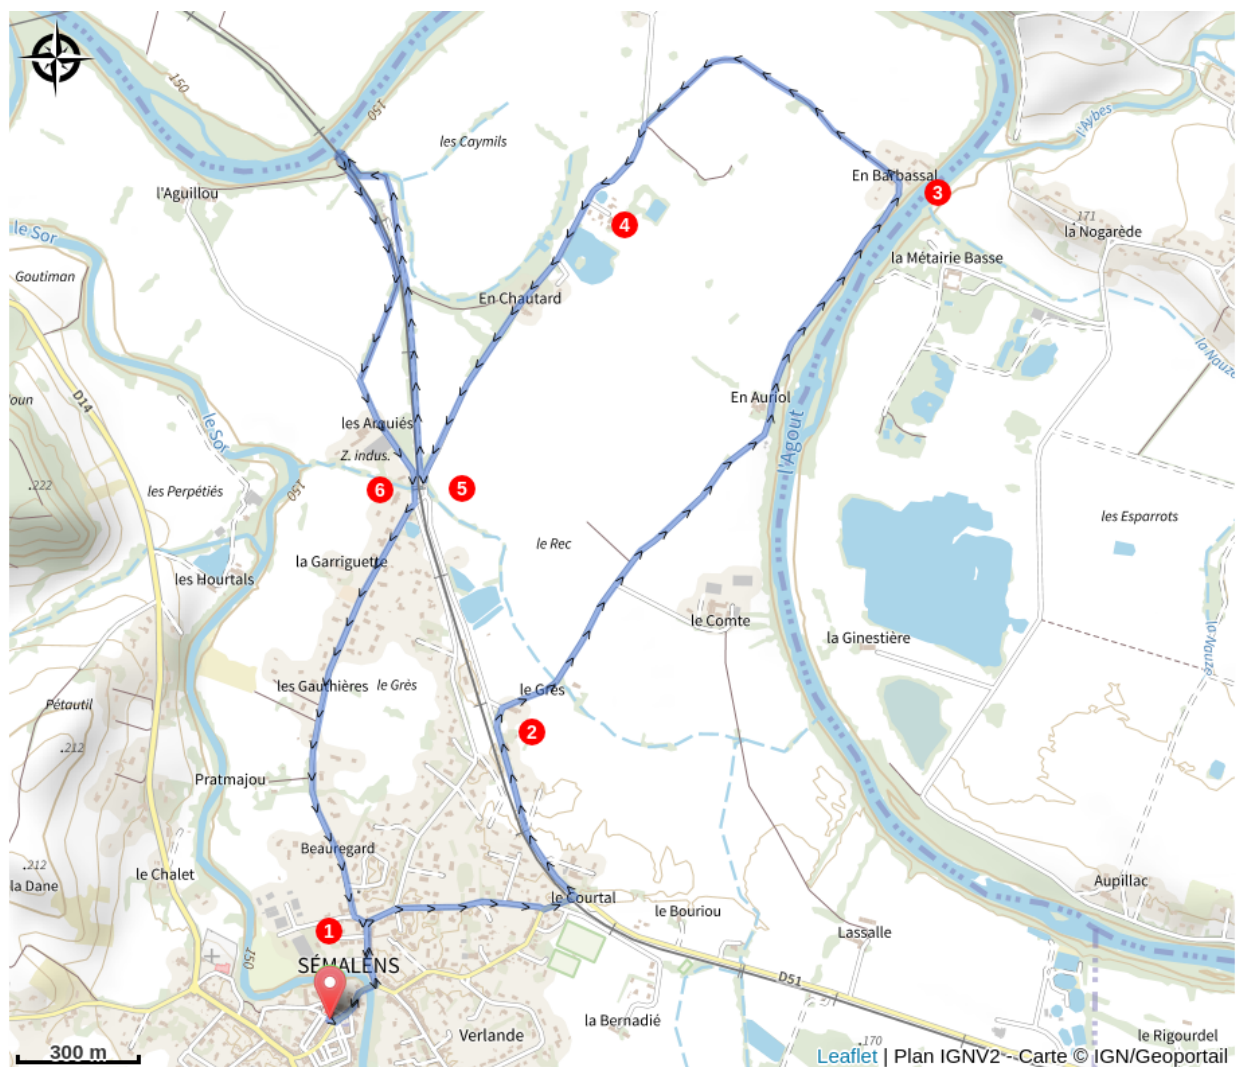 150
150
les Caymils
l'Aybes
l'Aguillou
En Barbassal
3
171
la Nogarède
4
le Sor
la Métairie Basse
Goutiman
En Chautard
la Nauze
D14
En Auriol
les Arquiés
le Sor
l'Agout
Z. indus.
222
les Perpétiés
150
6
5
les Esparrots
le Rec
la Garriguette
les Hourtals
le Comte
la Ginestière
la Nauze
les Gauthières
le Grès
le Grès
Pétautil
212
2
Pratmajou
Beauregard
212
la Dane
le Chalet
le Courtal
Aupillac
le Bouriou
1
Lassalle
150
SÉMALENS
D51
la Bernadié
Verlande
170
le Rigourdel
300 m
Leaflet | Plan IGNV2 - Carte © IGN/Geoportail